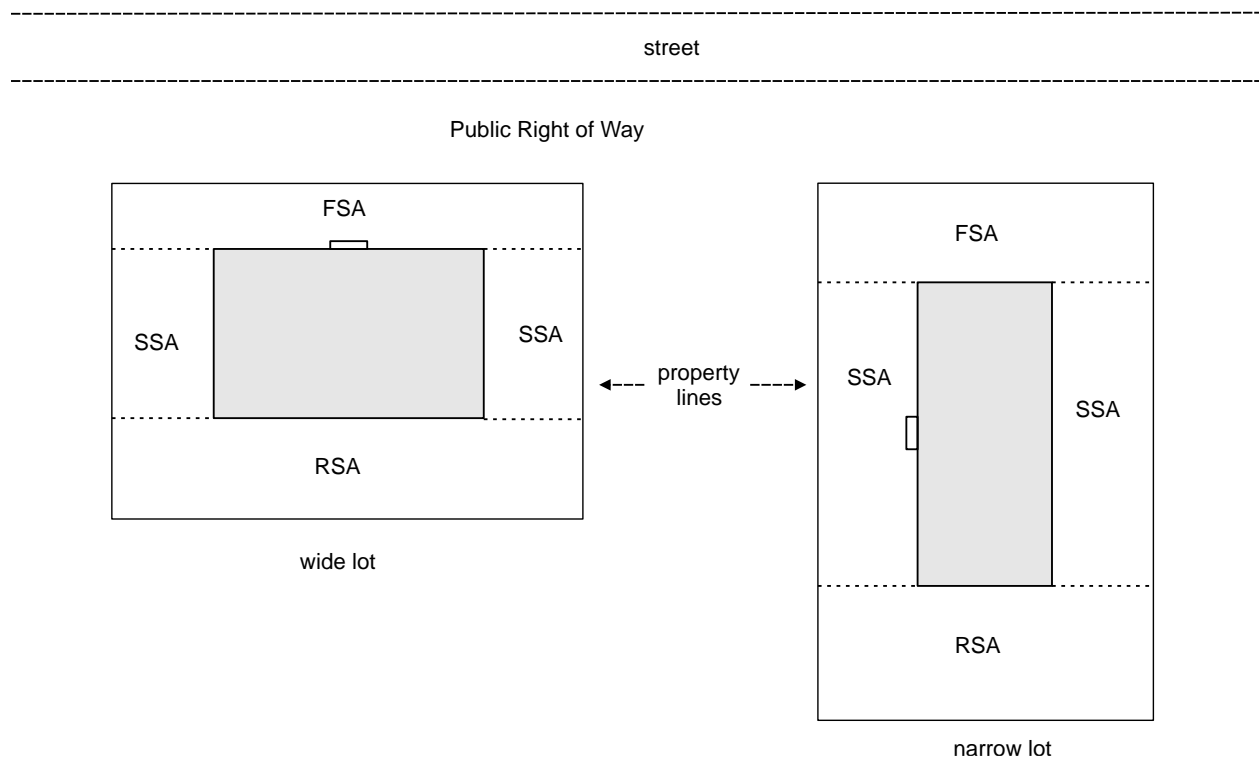 street
Public Right of Way
FSA
SSA
SSA
RSA
wide lot
property
lines
FSA
SSA
SSA
RSA
narrow lot